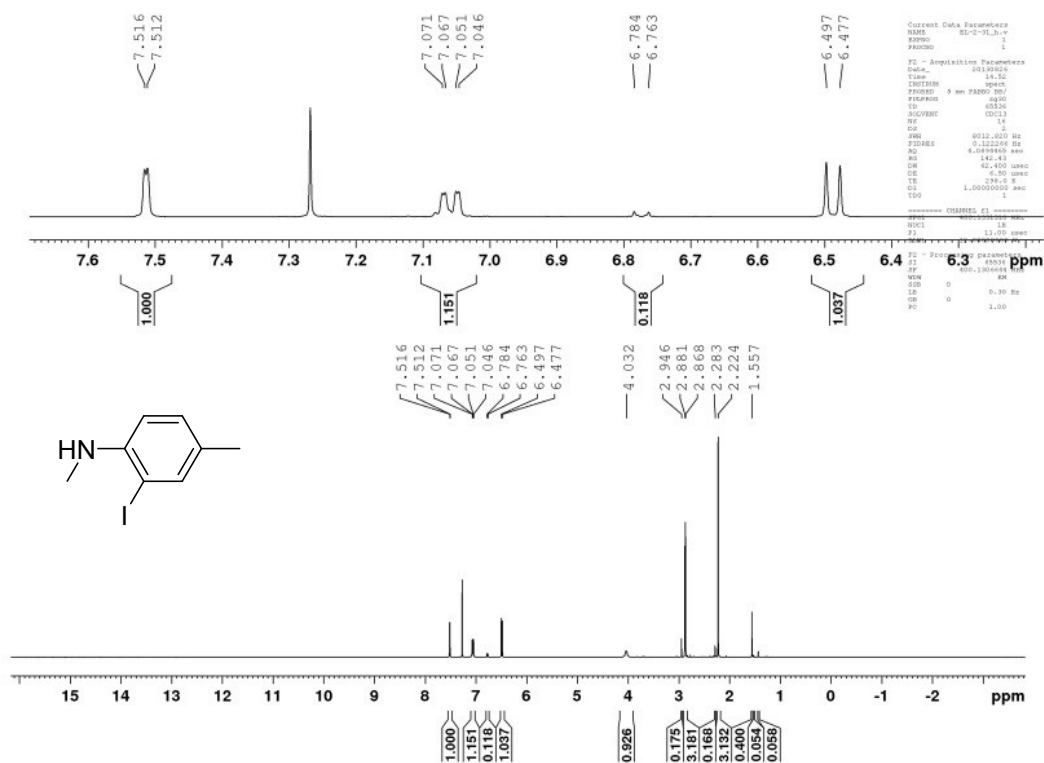 7.516 7.512 7.071 7.067 7.051 7.046 6.784 6.763 6.497 6.477
Current Data Parameters
NAME
EXPNO 1
PROCNO 1
F2 - Acquisition Parameters
Date_
Time 14.52
INSTRUM spect
PROBHD 5 mm PABBO BB/
PULPROG zg30
TD 65536
SOLVENT CDCl3
NS 16
DS 2
SWH 8012.820 Hz
FIDRES 0.122266 Hz
AQ
RG 142.43
DW 62.400 usec
DE 6.50 usec
TE
D1 1.00000000 sec
TD0 1
======== CHANNEL f1 ========
NUC1 1H
P1 11.00 usec
F2 - Processing parameters
SI 65536
SF
WDW EM
SSB 0
LB 0.30 Hz
GB 0
PC 1.00
7.6 7.5 7.4 7.3 7.2 7.1 7.0 6.9 6.8 6.7 6.6 6.5 6.4 6.3 ppm
1.000 1.151 0.118 1.037
7.516 7.512 7.071 7.067 7.051 7.046 6.784 6.763 6.497 6.477 4.032 2.946 2.881 2.868 2.283 2.224 1.557
HN
I
15 14 13 12 11 10 9 8 7 6 5 4 3 2 1 0 -1 -2 ppm
1.000 1.151 0.118 1.037 0.926 0.175 3.181 0.168 3.132 0.400 0.054 0.058